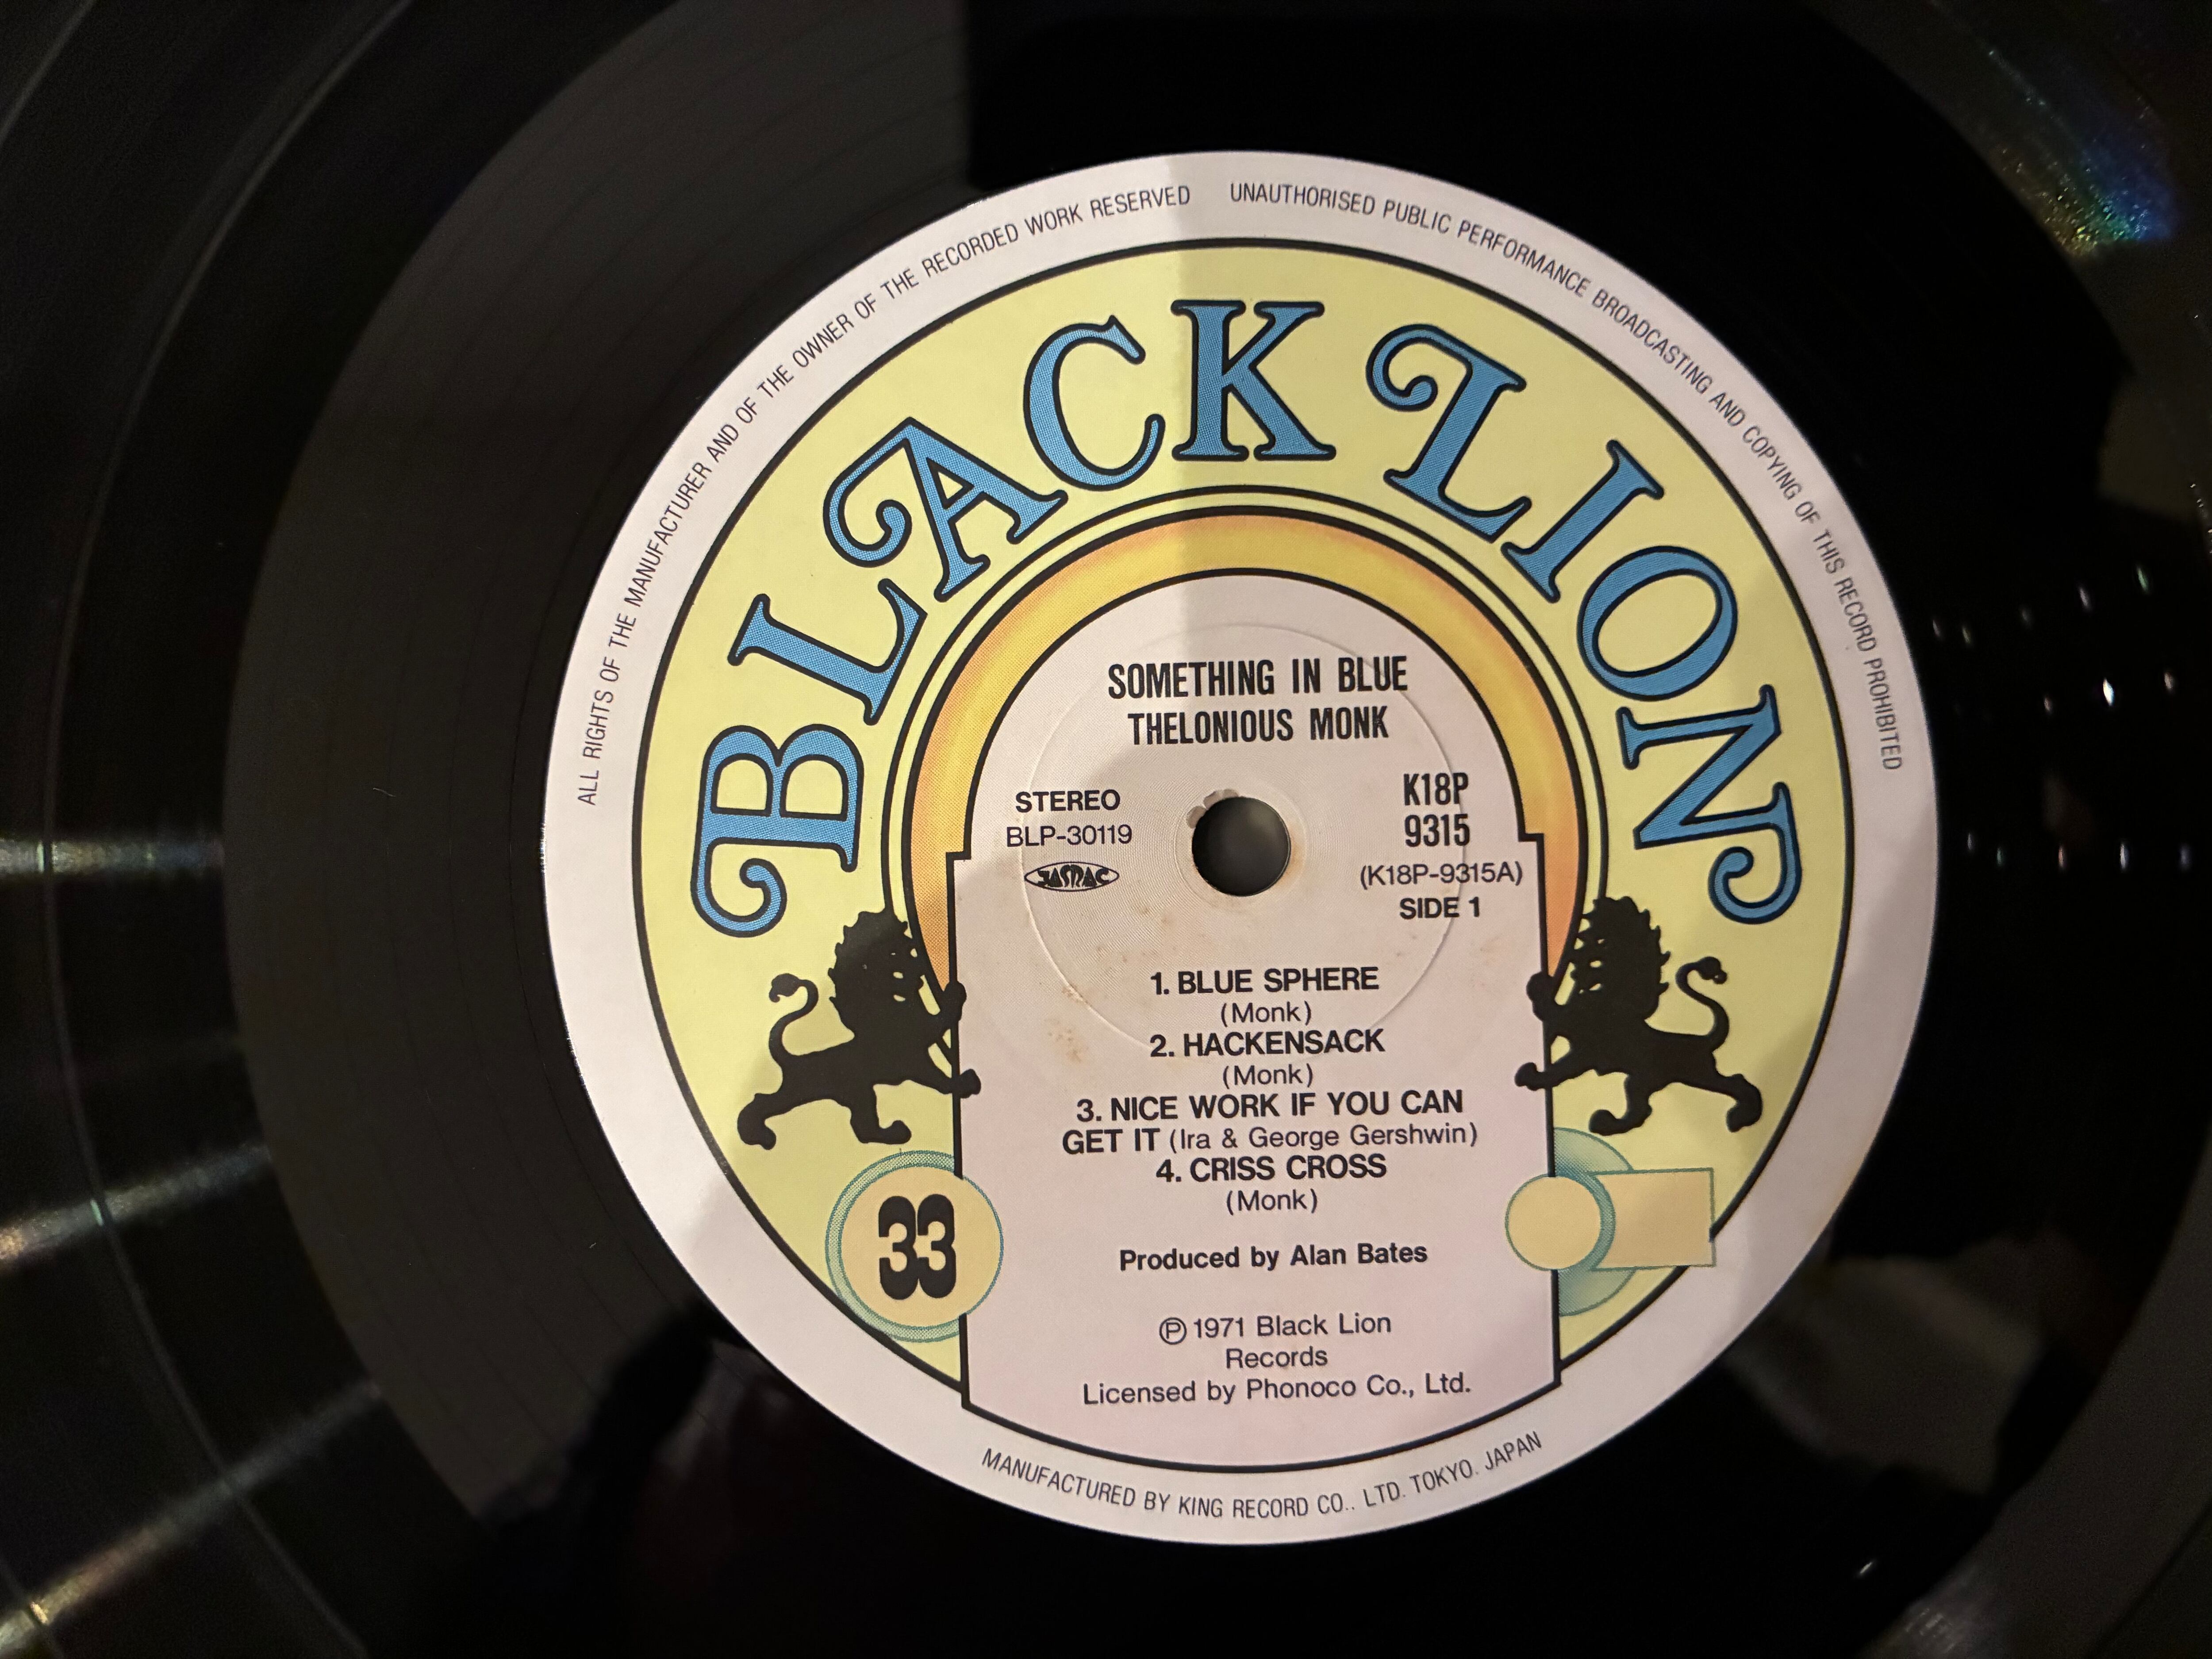 ALL RIGHTS OF THE MANUFACTURER AND OF THE OWNER OF THE RECORDED WORK RESERVED
UNAUTHORISED PUBLIC PERFORMANCE BROADCASTING AND COPYING OF THIS RECORD PROHIBITED
BLACK LION
SOMETHING IN BLUE
THELONIOUS MONK
STEREO
BLP-30119
JASRAC
K18P
9315
(K18P-9315A)
SIDE 1
1. BLUE SPHERE
(Monk)
2. HACKENSACK
(Monk)
3. NICE WORK IF YOU CAN
GET IT (Ira & George Gershwin)
4. CRISS CROSS
(Monk)
33
Produced by Alan Bates
Ⓟ 1971 Black Lion
Records
Licensed by Phonoco Co., Ltd.
MANUFACTURED BY KING RECORD CO., LTD. TOKYO. JAPAN